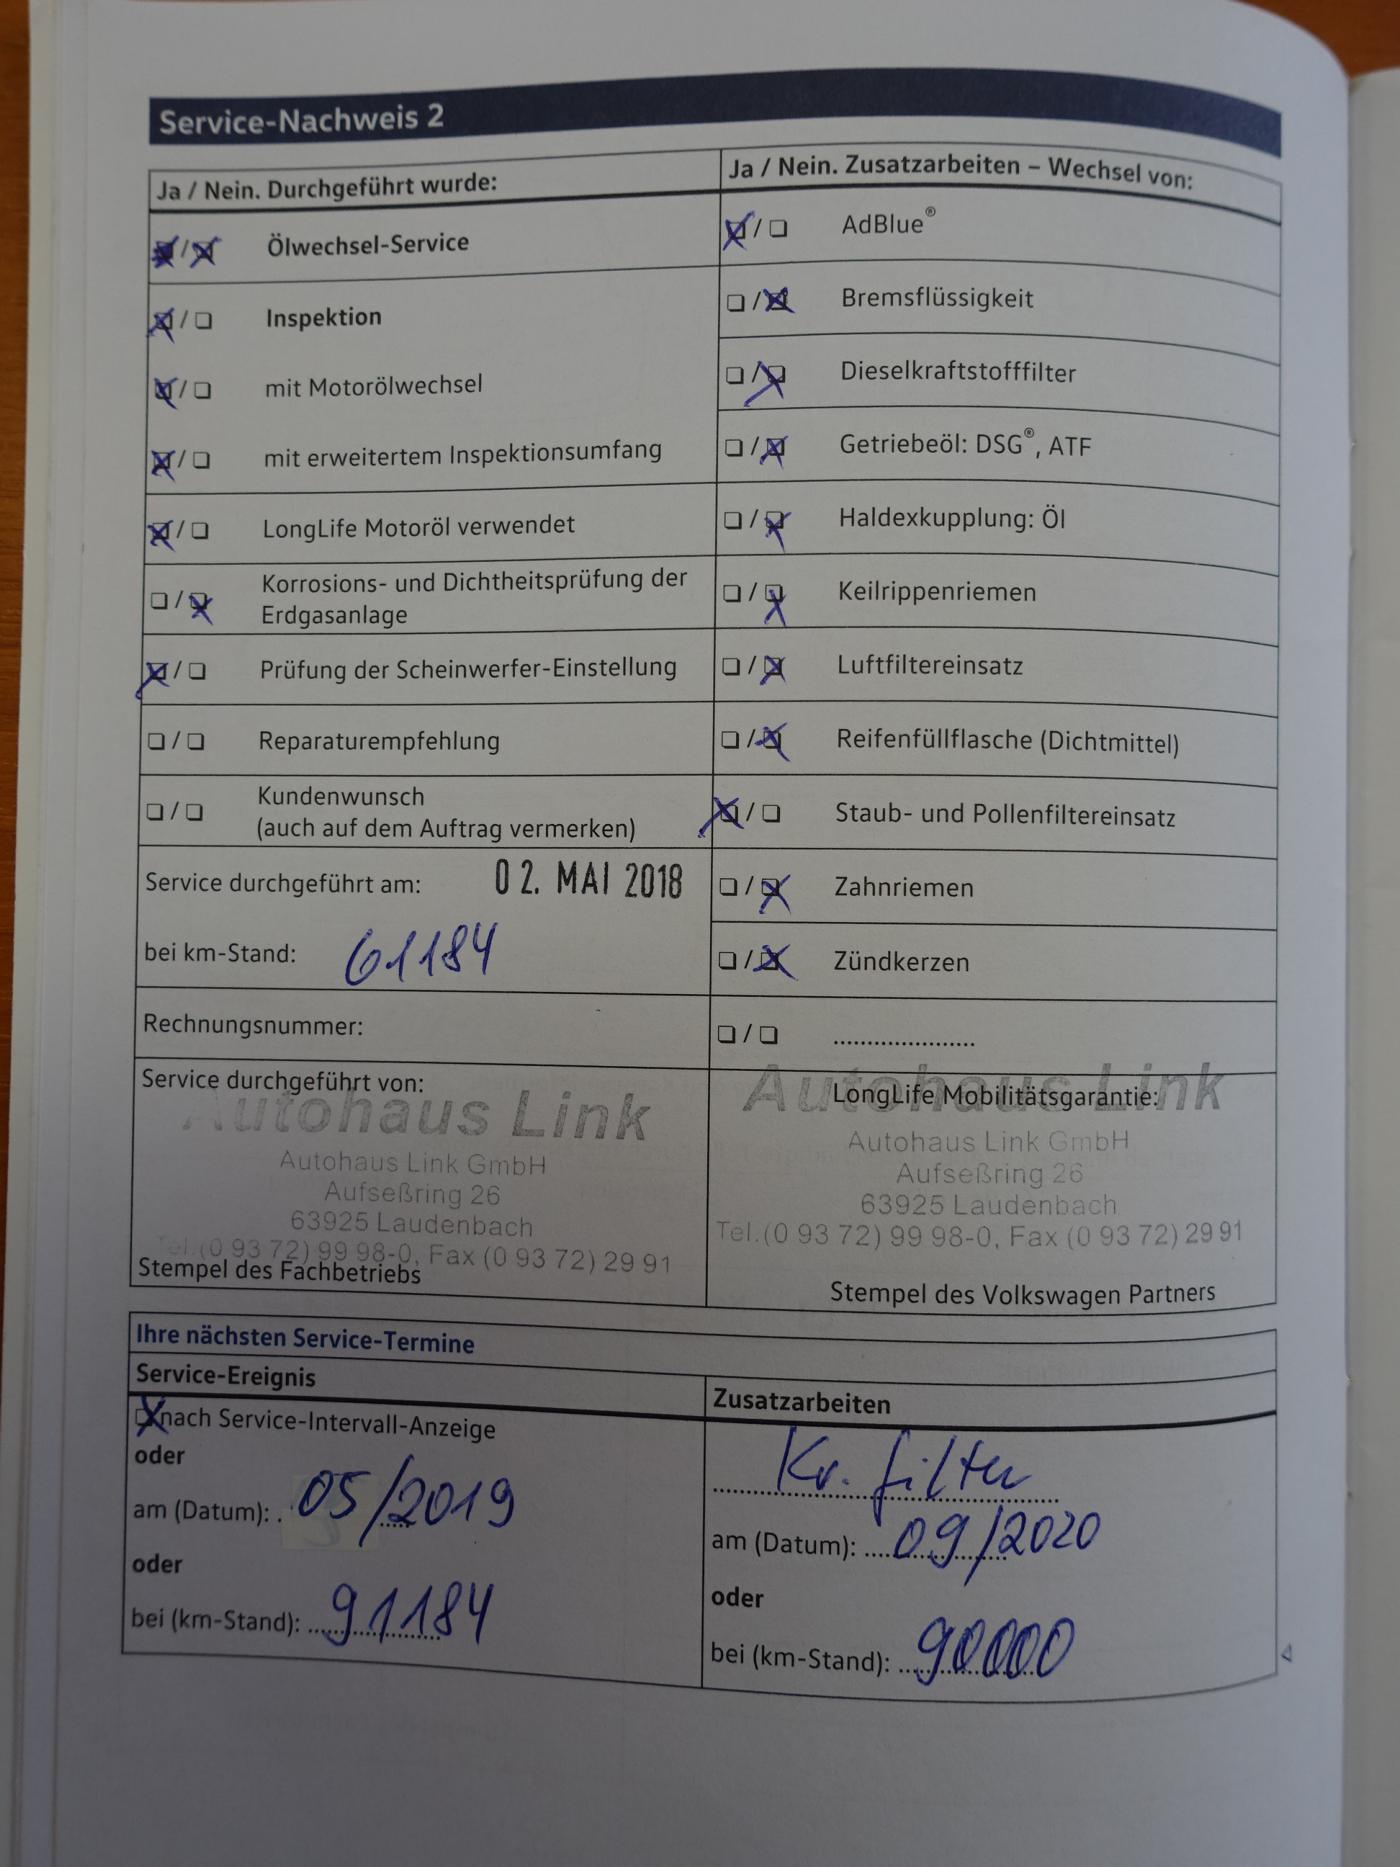 Service-Nachweis 2
Ja / Nein. Durchgeführt wurde:
Ölwechsel-Service
Inspektion
mit Motorölwechsel
mit erweitertem Inspektionsumfang
LongLife Motoröl verwendet
Korrosions- und Dichtheitsprüfung der
Erdgasanlage
Prüfung der Scheinwerfer-Einstellung
Reparaturempfehlung
Kundenwunsch
(auch auf dem Auftrag vermerken)
Service durchgeführt am: 02. MAI 2018
bei km-Stand: 61184
Rechnungsnummer:
Service durchgeführt von:
Autohaus Link
Autohaus Link GmbH
Aufseßring 26
63925 Laudenbach
Tel.(0 93 72) 99 98-0, Fax (0 93 72) 29 91
Stempel des Fachbetriebs
Ja / Nein. Zusatzarbeiten – Wechsel von:
AdBlue®
Bremsflüssigkeit
Dieselkraftstofffilter
Getriebeöl: DSG®, ATF
Haldexkupplung: Öl
Keilrippenriemen
Luftfiltereinsatz
Reifenfüllflasche (Dichtmittel)
Staub- und Pollenfiltereinsatz
Zahnriemen
Zündkerzen
....................
Autohaus Link
LongLife Mobilitätsgarantie:
Autohaus Link GmbH
Aufseßring 26
63925 Laudenbach
Tel.(0 93 72) 99 98-0, Fax (0 93 72) 29 91
Stempel des Volkswagen Partners
Ihre nächsten Service-Termine
Service-Ereignis
nach Service-Intervall-Anzeige
oder
am (Datum): 05/2019
oder
bei (km-Stand): 91184
Zusatzarbeiten
Kr. filter
am (Datum): 09/2020
oder
bei (km-Stand): 90000